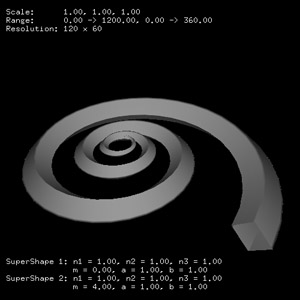 Scale: 1.00, 1.00, 1.00
Range: 0.00 -> 1200.00, 0.00 -> 360.00
Resolution: 120 x 60
SuperShape 1: n1 = 1.00, n2 = 1.00, n3 = 1.00
m = 0.00, a = 1.00, b = 1.00
SuperShape 2: n1 = 1.00, n2 = 1.00, n3 = 1.00
m = 4.00, a = 1.00, b = 1.00